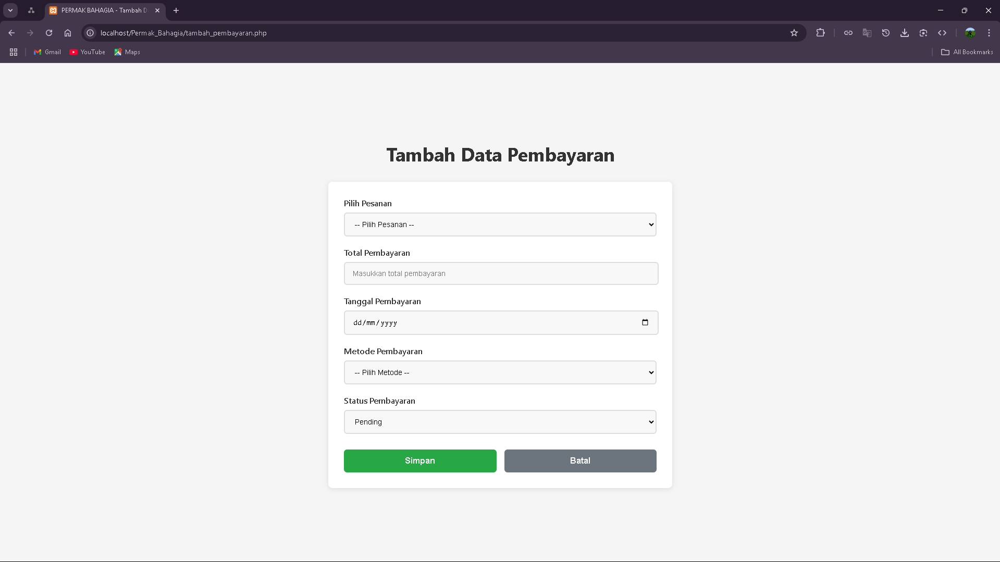 PERMAK BAHAGIA - Tambah D
localhost/Permak_Bahagia/tambah_pembayaran.php
Gmail
YouTube
Maps
All Bookmarks
Tambah Data Pembayaran
Pilih Pesanan
-- Pilih Pesanan --
Total Pembayaran
Masukkan total pembayaran
Tanggal Pembayaran
dd/mm/yyyy
Metode Pembayaran
-- Pilih Metode --
Status Pembayaran
Pending
Simpan
Batal